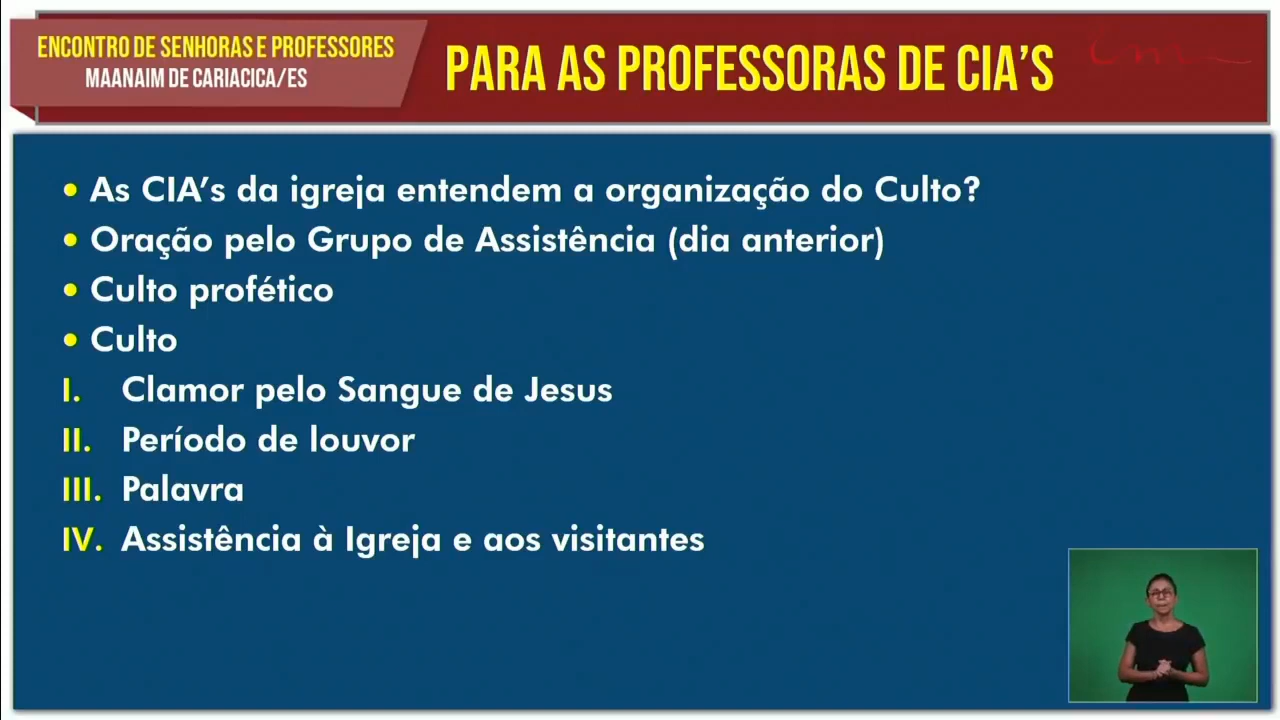 ENCONTRO DE SENHORAS E PROFESSORES
MAANAIM DE CARIACICA/ES
PARA AS PROFESSORAS DE CIA'S
• As CIA's da igreja entendem a organização do Culto?
• Oração pelo Grupo de Assistência (dia anterior)
• Culto profético
• Culto
I. Clamor pelo Sangue de Jesus
II. Período de louvor
III. Palavra
IV. Assistência à Igreja e aos visitantes